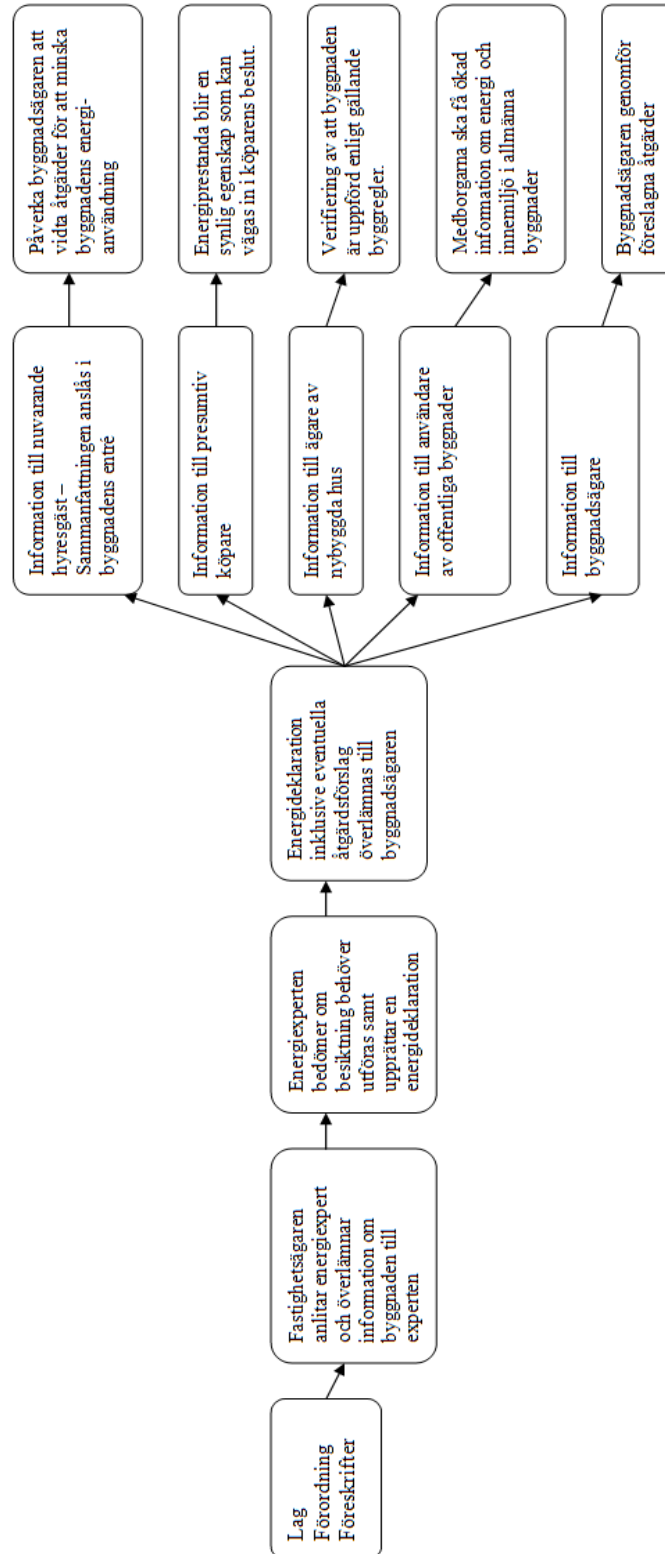 Lag
Förordning
Föreskrifter
Fastighetsägaren
anlitar energiexpert
och överlämnar
information om
byggnaden till
experten
Energiexperten
bedömer om
besiktning behöver
utföras samt
upprättar en
energideklaration
Energideklaration
inklusive eventuella
åtgärdsförslag
överlämnas till
byggnadsägaren
Information till nuvarande
hyresgäst –
Sammanfattningen anslås i
byggnadens entré
Information till presumtiv
köpare
Information till ägare av
nybyggda hus
Information till användare
av offentliga byggnader
Information till
byggnadsägare
Påverka byggnadsägaren att
vidta åtgärder för att minska
byggnadens energi-
användning
Energiprestanda blir en
synlig egenskap som kan
vägas in i köparens beslut.
Verifiering av att byggnaden
är uppförd enligt gällande
byggregler.
Medborgarna ska få ökad
information om energi och
innemiljö i allmänna
byggnader
Byggnadsägaren genomför
föreslagna åtgärder